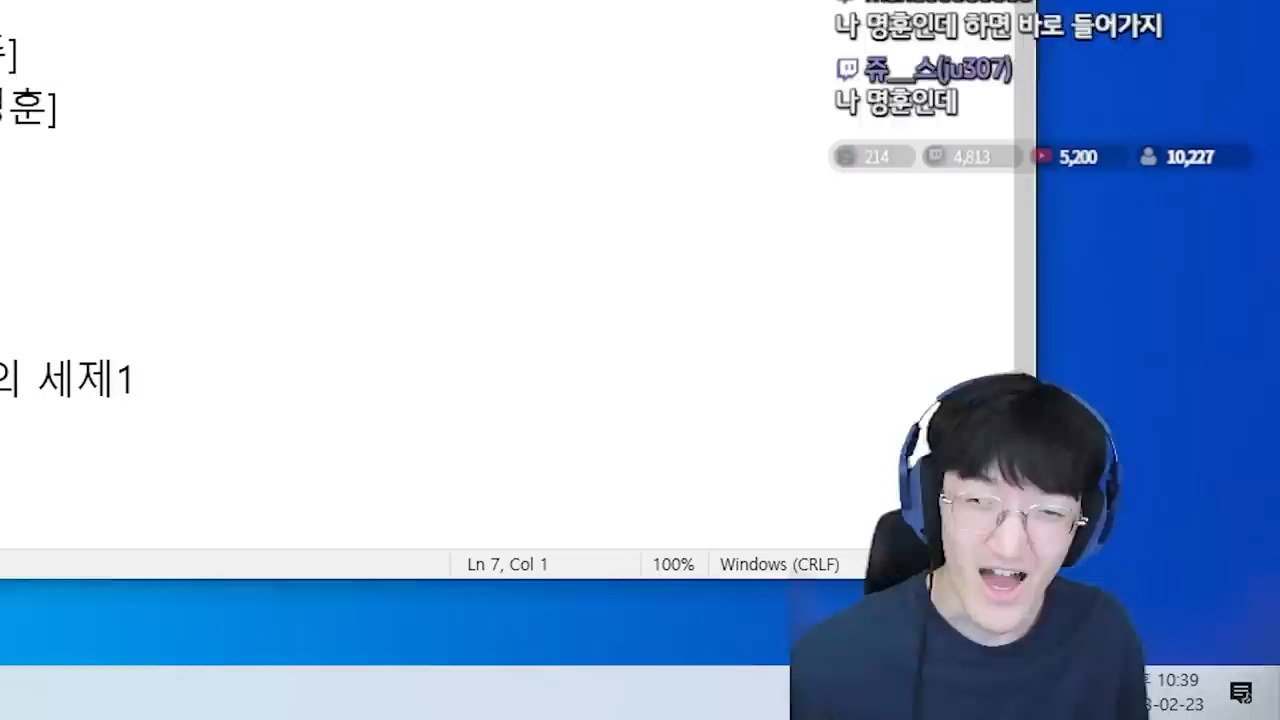 나 명훈인데 하면 바로 들어가지
쥬__스(ju307)
나 명훈인데
214 4,813 5,200 10,227
훈]
의 세제1
Ln 7, Col 1 100% Windows (CRLF)
10:39
-02-23